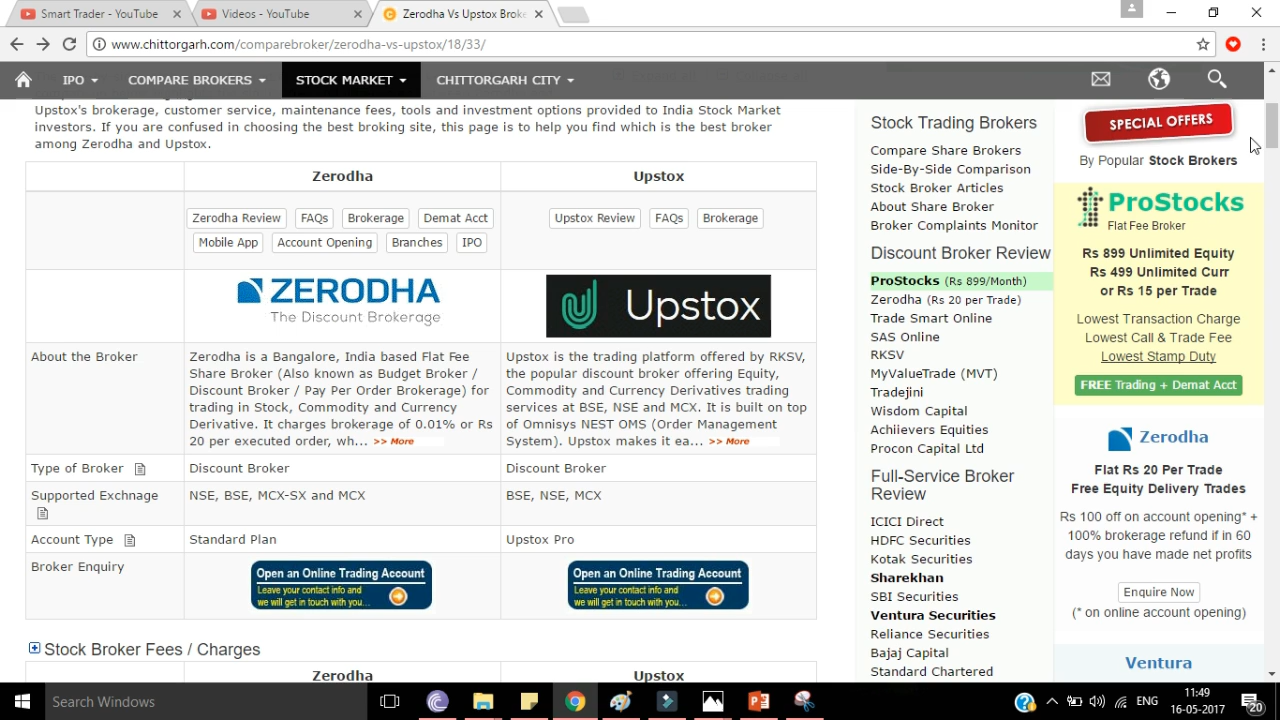 Smart Trader - YouTube
Videos - YouTube
Zerodha Vs Upstox Broke
www.chittorgarh.com/comparebroker/zerodha-vs-upstox/18/33/
IPO
COMPARE BROKERS
STOCK MARKET
CHITTORGARH CITY
Upstox's brokerage, customer service, maintenance fees, tools and investment options provided to India Stock Market
investors. If you are confused in choosing the best broking site, this page is to help you find which is the best broker
among Zerodha and Upstox.
Zerodha
Upstox
Zerodha Review
FAQs
Brokerage
Demat Acct
Mobile App
Account Opening
Branches
IPO
Upstox Review
FAQs
Brokerage
ZERODHA
The Discount Brokerage
Upstox
About the Broker
Zerodha is a Bangalore, India based Flat Fee
Share Broker (Also known as Budget Broker /
Discount Broker / Pay Per Order Brokerage) for
trading in Stock, Commodity and Currency
Derivative. It charges brokerage of 0.01% or Rs
20 per executed order, wh... >> More
Upstox is the trading platform offered by RKSV,
the popular discount broker offering Equity,
Commodity and Currency Derivatives trading
services at BSE, NSE and MCX. It is built on top
of Omnisys NEST OMS (Order Management
System). Upstox makes it ea... >> More
Type of Broker
Discount Broker
Discount Broker
Supported Exchnage
NSE, BSE, MCX-SX and MCX
BSE, NSE, MCX
Account Type
Standard Plan
Upstox Pro
Broker Enquiry
Open an Online Trading Account
Leave your contact info and
we will get in touch with you...
Open an Online Trading Account
Leave your contact info and
we will get in touch with you...
Stock Broker Fees / Charges
Zerodha
Upstox
Stock Trading Brokers
Compare Share Brokers
Side-By-Side Comparison
Stock Broker Articles
About Share Broker
Broker Complaints Monitor
Discount Broker Review
ProStocks (Rs 899/Month)
Zerodha (Rs 20 per Trade)
Trade Smart Online
SAS Online
RKSV
MyValueTrade (MVT)
Tradejini
Wisdom Capital
Achiievers Equities
Procon Capital Ltd
Full-Service Broker
Review
ICICI Direct
HDFC Securities
Kotak Securities
Sharekhan
SBI Securities
Ventura Securities
Reliance Securities
Bajaj Capital
Standard Chartered
SPECIAL OFFERS
By Popular Stock Brokers
ProStocks
Flat Fee Broker
Rs 899 Unlimited Equity
Rs 499 Unlimited Curr
or Rs 15 per Trade
Lowest Transaction Charge
Lowest Call & Trade Fee
Lowest Stamp Duty
FREE Trading + Demat Acct
Zerodha
Flat Rs 20 Per Trade
Free Equity Delivery Trades
Rs 100 off on account opening* +
100% brokerage refund if in 60
days you have made net profits
Enquire Now
(* on online account opening)
Ventura
Search Windows
ENG
11:49
16-05-2017
20